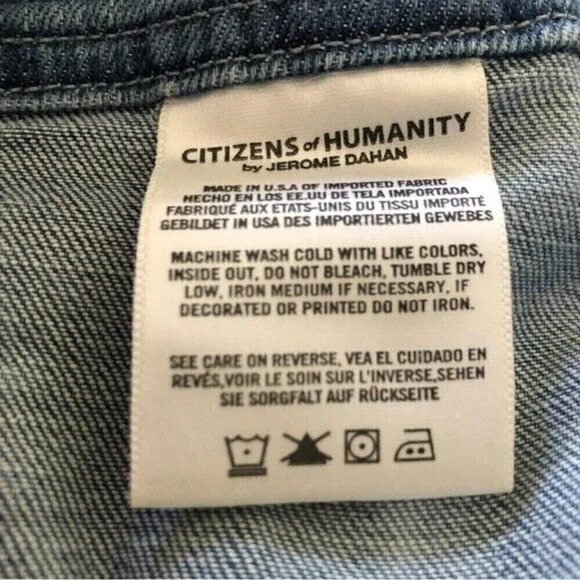 CITIZENS of HUMANITY
by JEROME DAHAN
MADE IN U.S.A OF IMPORTED FABRIC
HECHO EN LOS EE.UU DE TELA IMPORTADA
FABRIQUÉ AUX ETATS-UNIS DU TISSU IMPORTÉ
GEBILDET IN USA DES IMPORTIERTEN GEWEBES
MACHINE WASH COLD WITH LIKE COLORS,
INSIDE OUT, DO NOT BLEACH, TUMBLE DRY
LOW, IRON MEDIUM IF NECESSARY, IF
DECORATED OR PRINTED DO NOT IRON.
SEE CARE ON REVERSE, VEA EL CUIDADO EN
REVÉS,VOIR LE SOIN SUR L'INVERSE,SEHEN
SIE SORGFALT AUF RÜCKSEITE